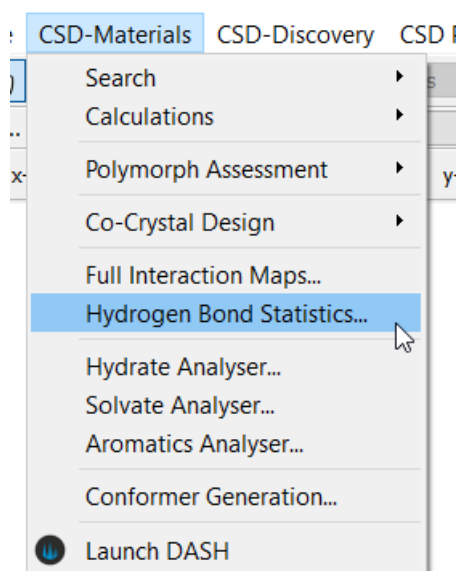 CSD-Materials CSD-Discovery CSD
Search
Calculations
Polymorph Assessment
Co-Crystal Design
Full Interaction Maps...
Hydrogen Bond Statistics...
Hydrate Analyser...
Solvate Analyser...
Aromatics Analyser...
Conformer Generation...
Launch DASH